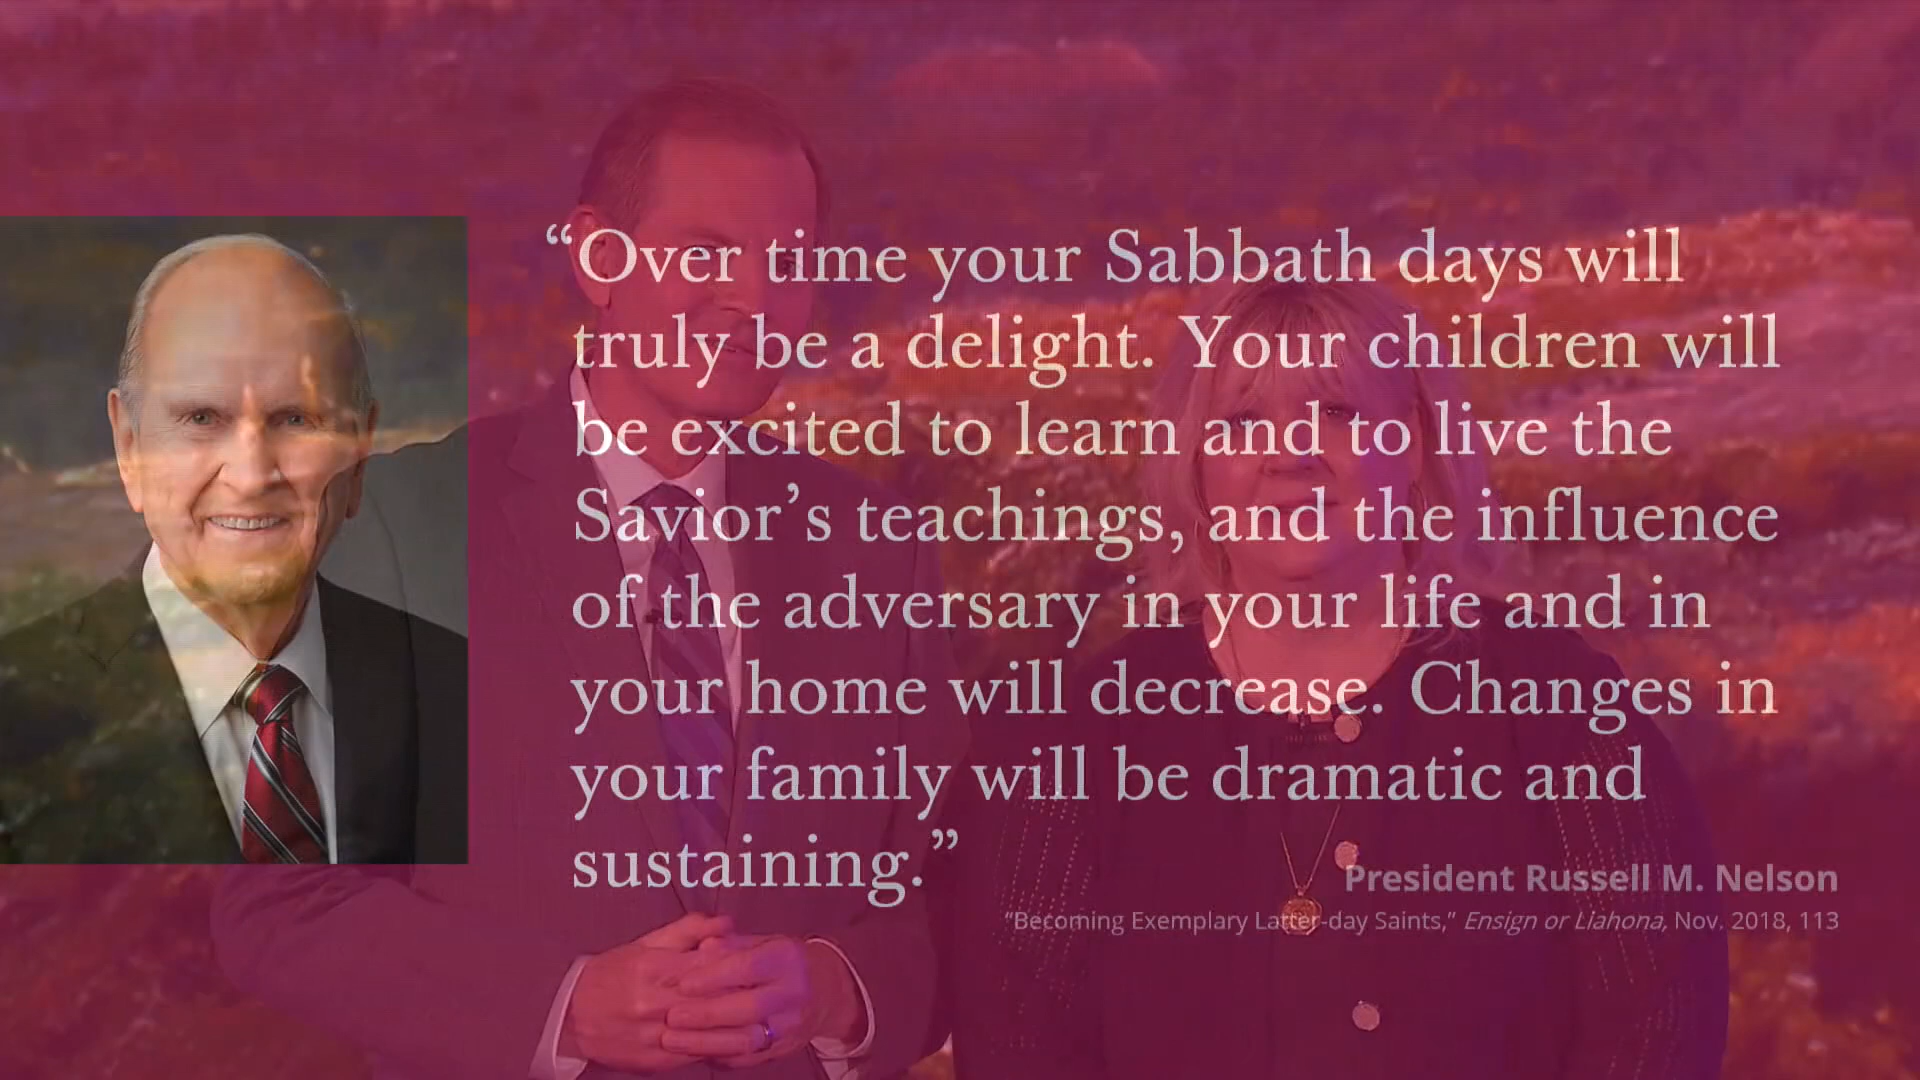 “Over time your Sabbath days will
truly be a delight. Your children will
be excited to learn and to live the
Savior’s teachings, and the influence
of the adversary in your life and in
your home will decrease. Changes in
your family will be dramatic and
sustaining.”
President Russell M. Nelson
“Becoming Exemplary Latter-day Saints,” Ensign or Liahona, Nov. 2018, 113